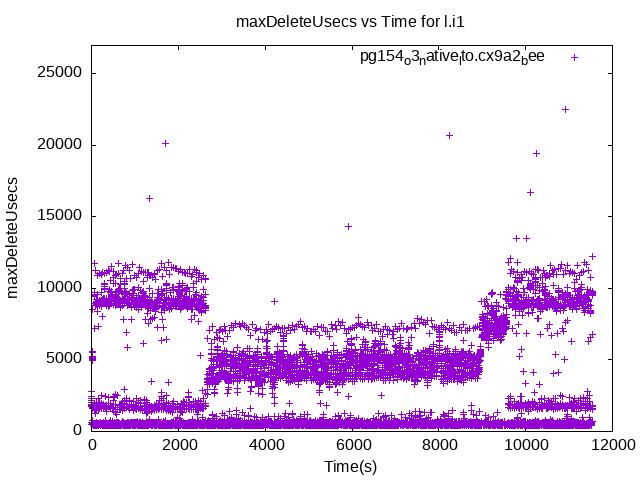 maxDeleteUsecs vs Time for l.i1
pg154o3native_lto.cx9a2bee
25000
20000
15000
10000
5000
0
maxDeleteUsecs
0 2000 4000 6000 8000 10000 12000
Time(s)